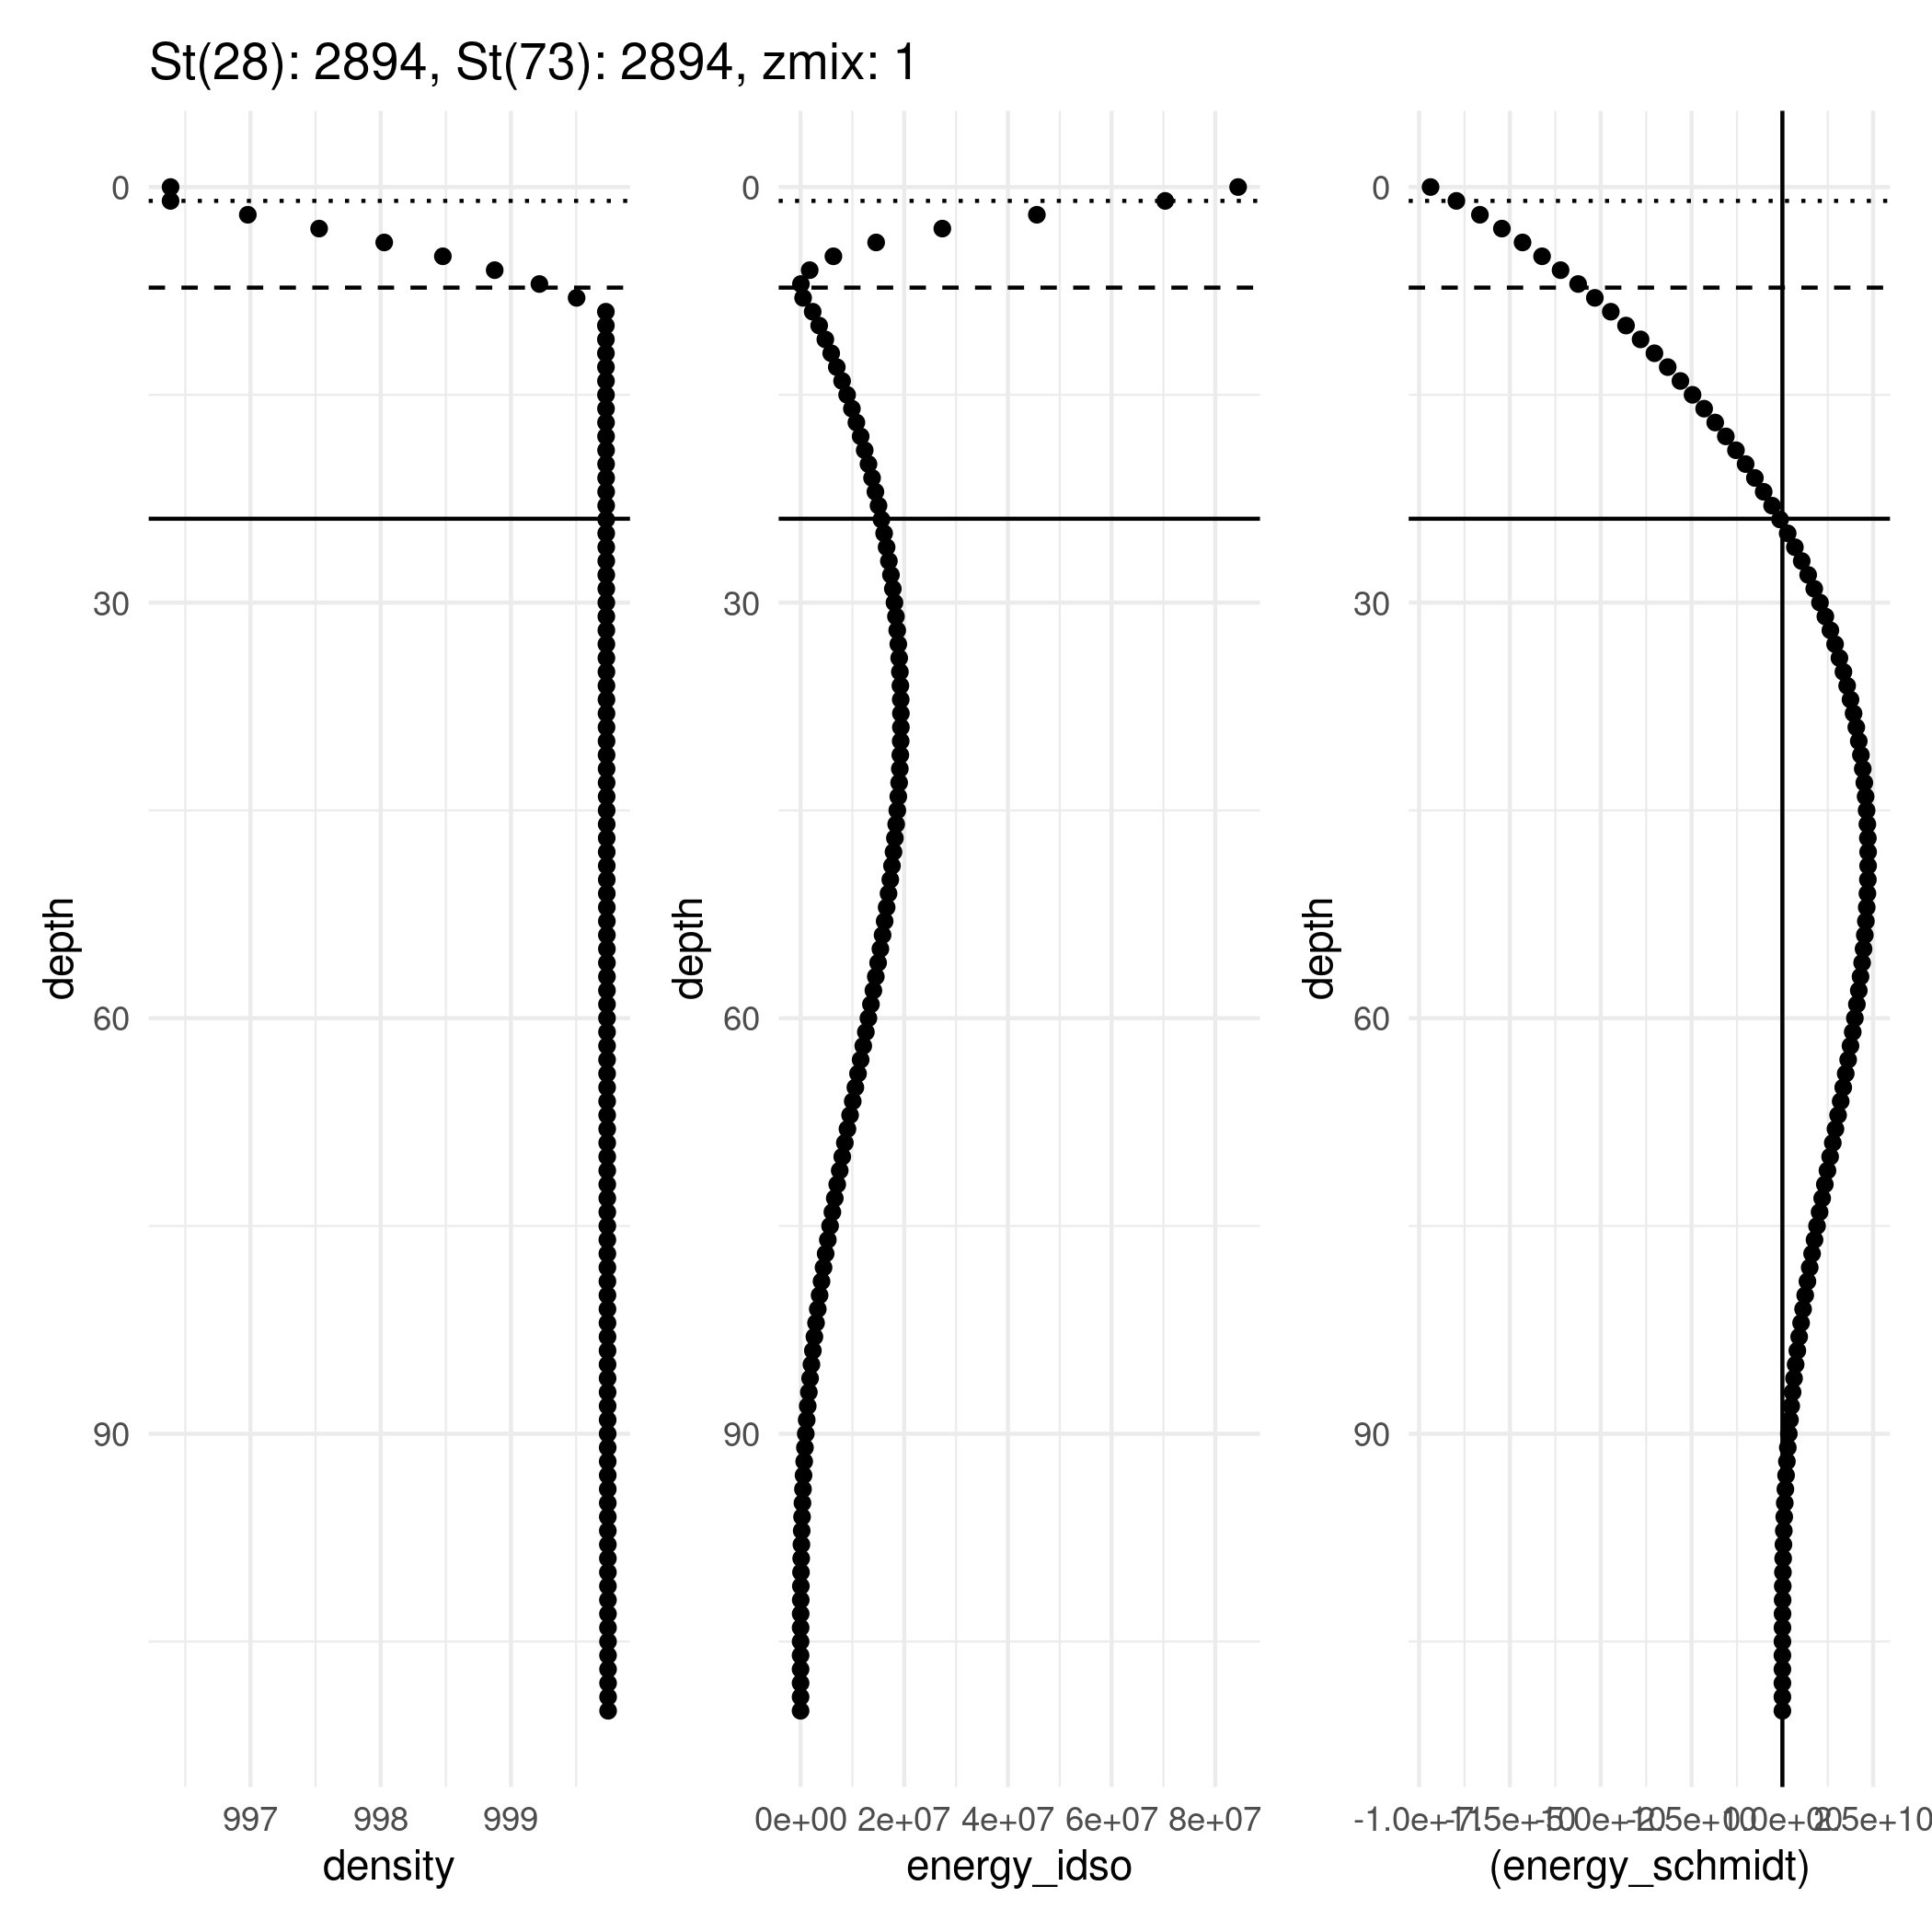 St(28): 2894, St(73): 2894, zmix: 1
0
30
60
90
depth
997
998
999
density
0
30
60
90
depth
0e+00
2e+07
4e+07
6e+07
8e+07
energy_idso
0
30
60
90
depth
(energy_schmidt)